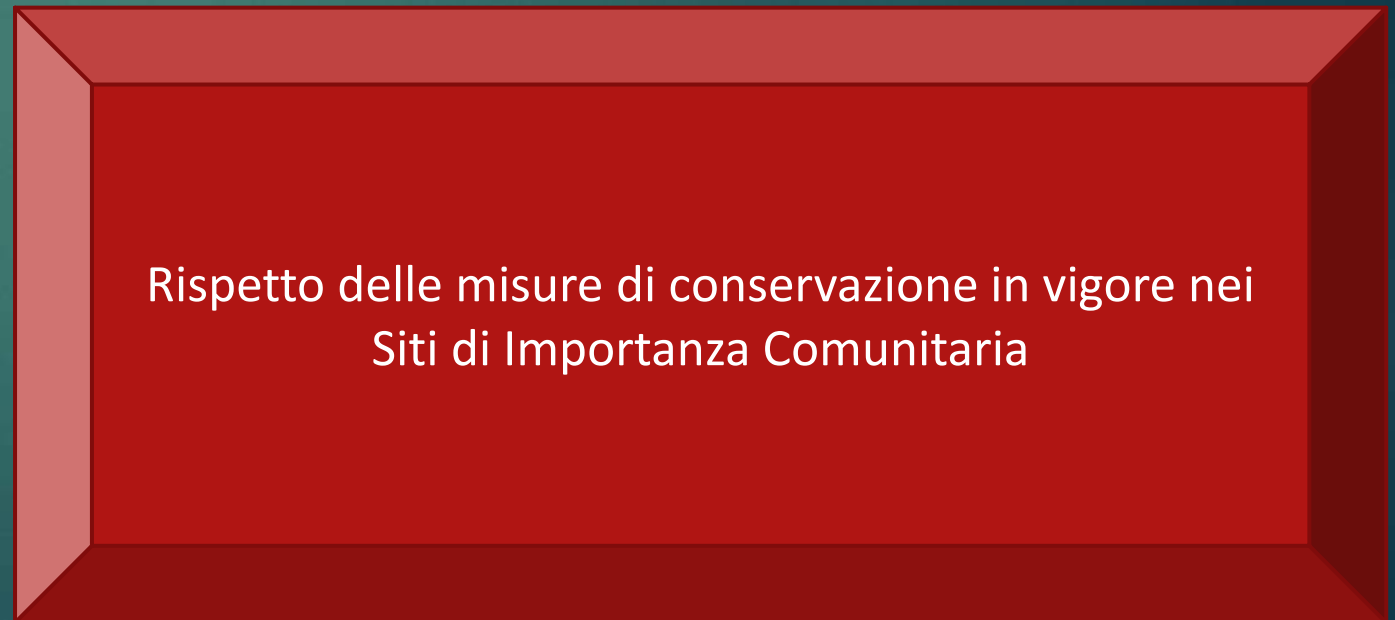 Rispetto delle misure di conservazione in vigore nei
Siti di Importanza Comunitaria